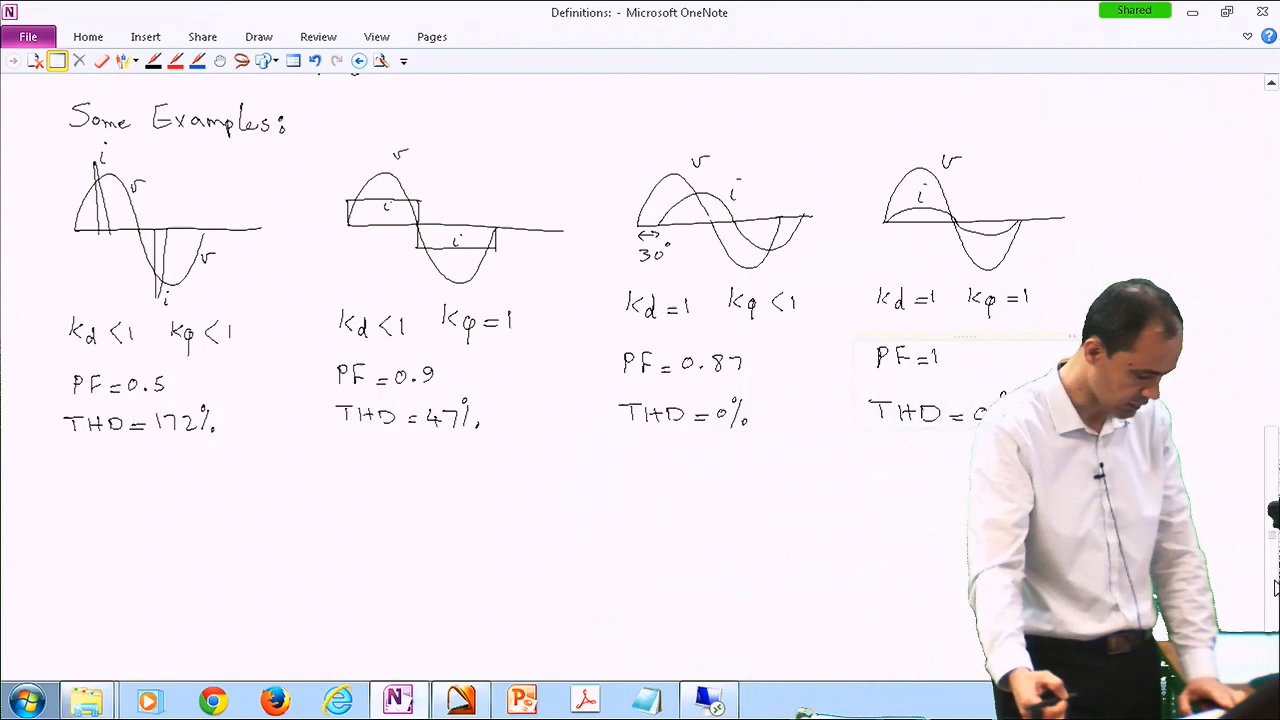 Definitions: - Microsoft OneNote
Shared
File Home Insert Share Draw Review View Pages
Some Examples:
i
v
v
i
kd < 1 kφ < 1
PF = 0.5
THD = 172%
v
i
i
kd < 1 kφ = 1
PF = 0.9
THD = 47%
v
i
30°
kd = 1 kφ < 1
PF = 0.87
THD = 0%
v
i
kd = 1 kφ = 1
PF = 1
THD =